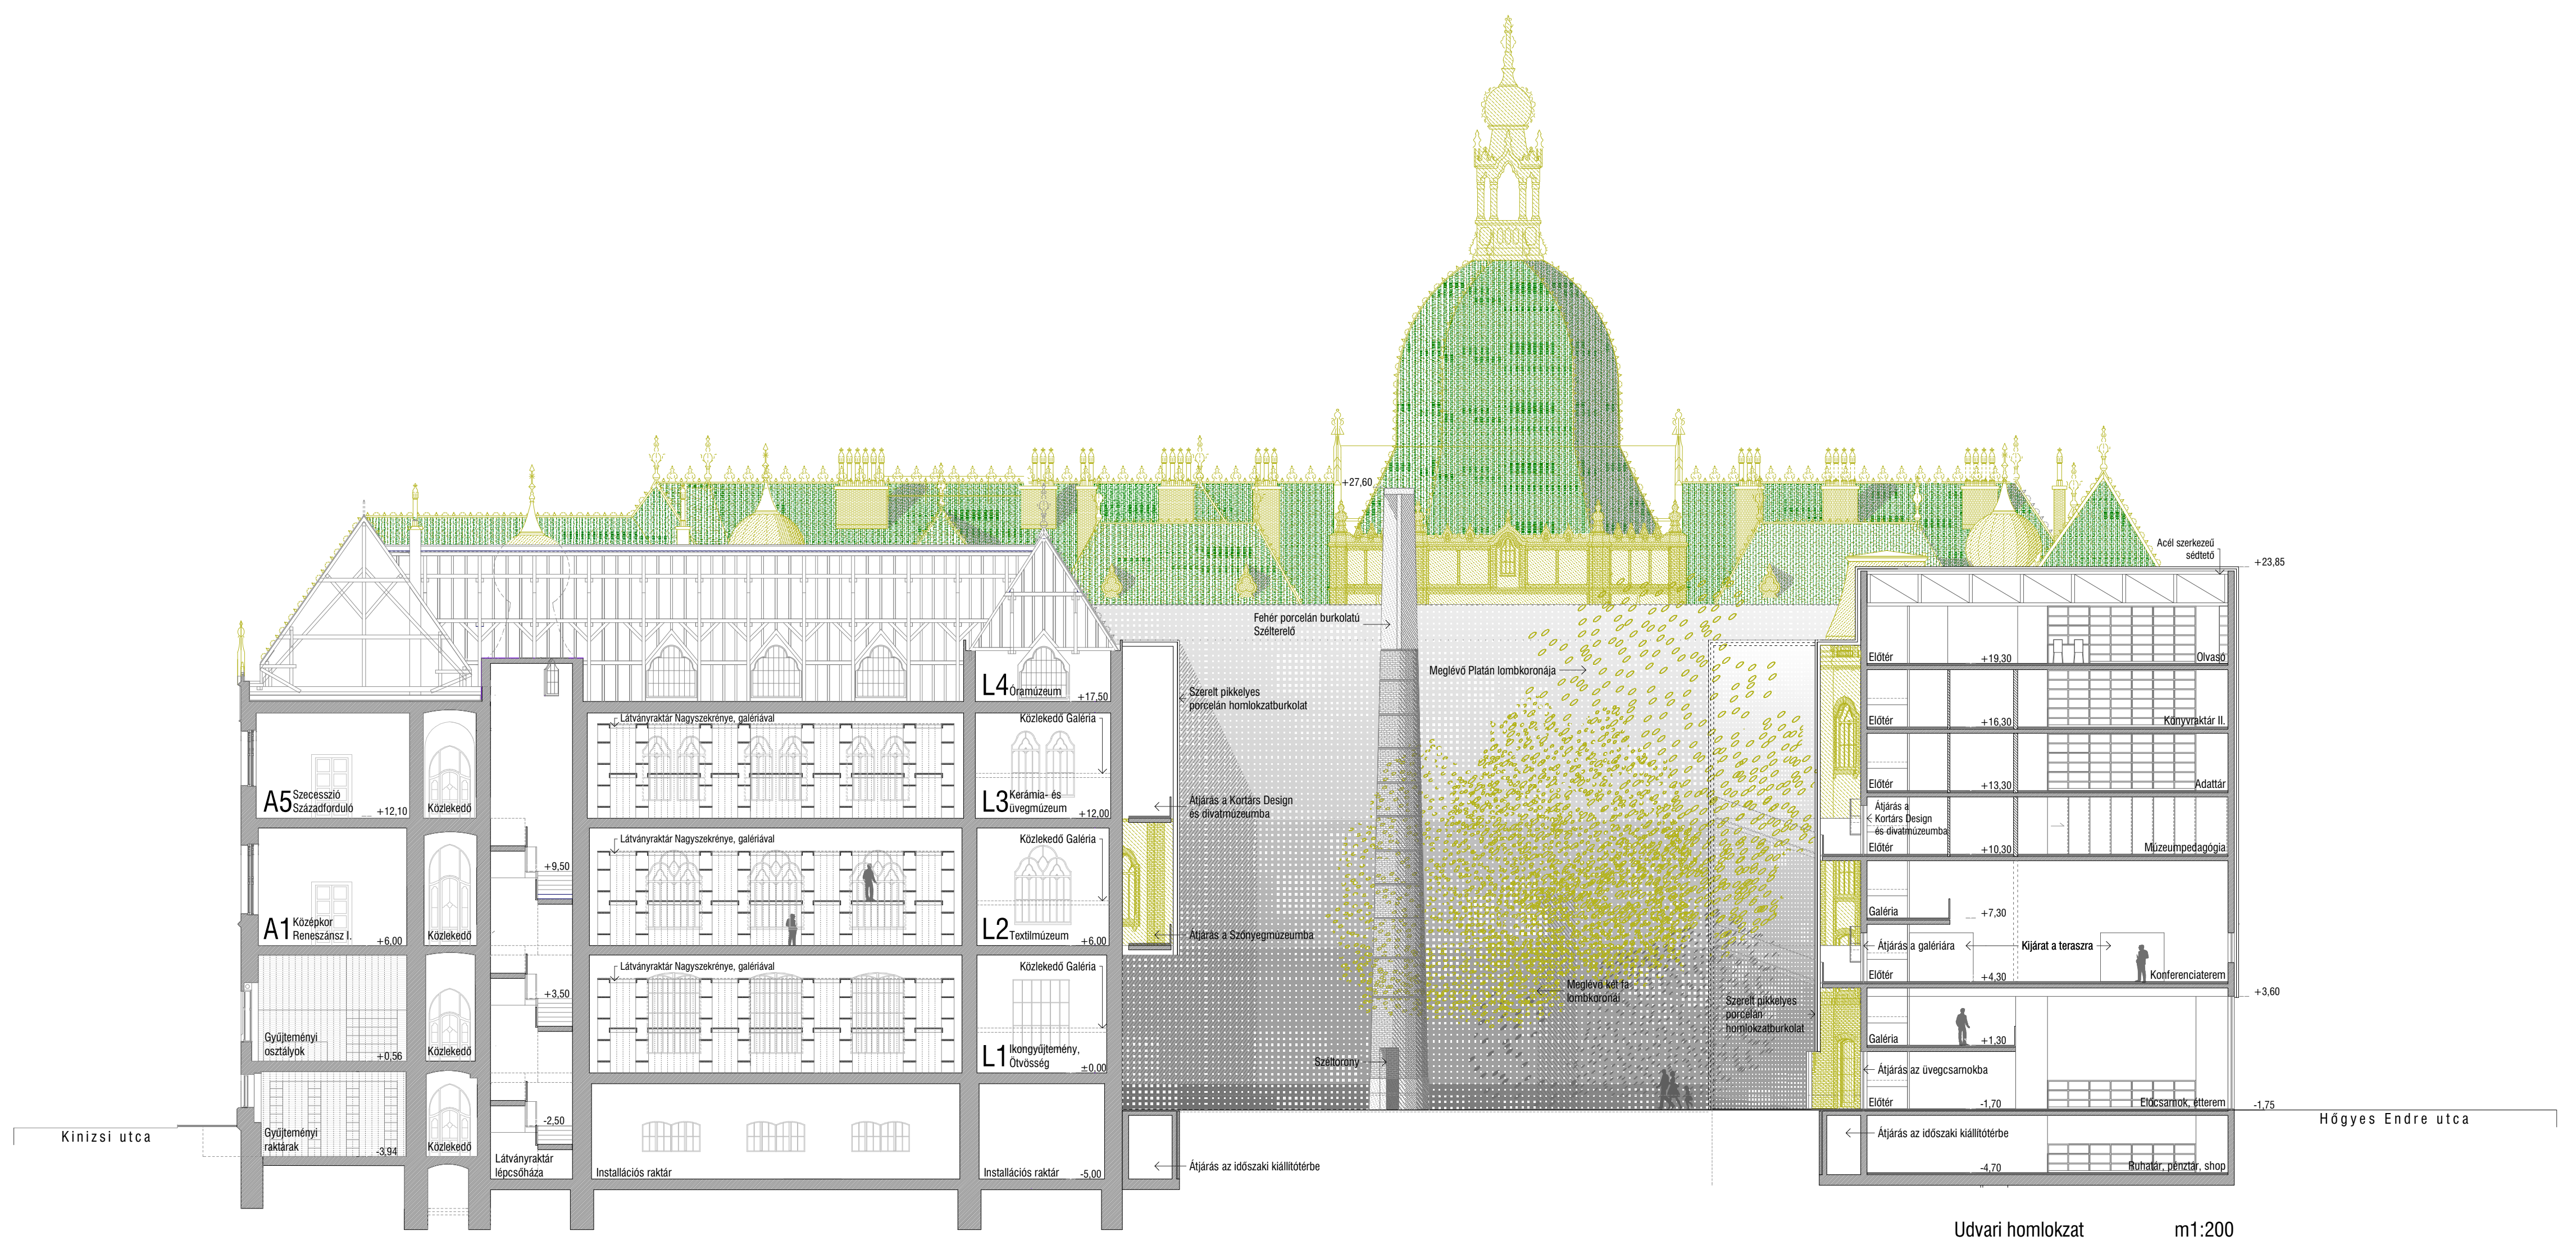 +27,60
Acél szerkezeű
sédtető
+23,85
Fehér porcelán burkolatú
Szélterelő
Meglévő Platán lombkoronája
Szerelt pikkelyes
porcelán homlokzatburkolat
L4 Óramúzeum +17,50
Előtér +19,30 Olvasó
Látványraktár Nagyszekrénye, galériával
Közlekedő Galéria
Előtér +16,30 Könyvraktár II.
A5 Szecesszió
Századforduló +12,10
Közlekedő
L3 Kerámia- és
üvegmúzeum +12,00
Átjárás a Kortárs Design
és divatmúzeumba
Előtér +13,30 Adattár
Átjárás a
Kortárs Design
és divatmúzeumba
Előtér +10,30 Múzeumpedagógia
Látványraktár Nagyszekrénye, galériával
Közlekedő Galéria
+9,50
A1 Középkor
Reneszánsz I. +6,00
Közlekedő
L2 Textilmúzeum +6,00
Átjárás a Szőnyegmúzeumba
Galéria +7,30
Átjárás a galériára
Kijárat a teraszra
Előtér +4,30 Konferenciaterem
Látványraktár Nagyszekrénye, galériával
Közlekedő Galéria
+3,50
Meglévő két fa
lombkoronái
Szerelt pikkelyes
porcelán
homlokzatburkolat
+3,60
Gyűjteményi
osztályok +0,56
Közlekedő
L1 Ikongyűjtemény,
Ötvösség ±0,00
Széltorony
Galéria +1,30
Átjárás az üvegcsarnokba
Előtér -1,70 Előcsarnok, étterem
-1,75
Kinizsi utca
Hőgyes Endre utca
Gyűjteményi
raktárak -3,94
Közlekedő
-2,50
Látványraktár
lépcsőháza
Installációs raktár
Installációs raktár -5,00
Átjárás az időszaki kiállítótérbe
Átjárás az időszaki kiállítótérbe
-4,70 Ruhatár, pénztár, shop
Udvari homlokzat m1:200